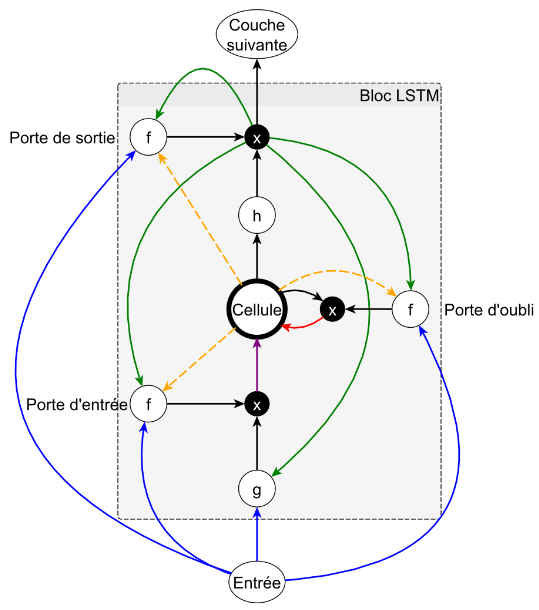 Couche
suivante
Bloc LSTM
Porte de sortie
f
x
h
Cellule
x
f
Porte d'oubli
Porte d'entrée
f
x
g
Entrée